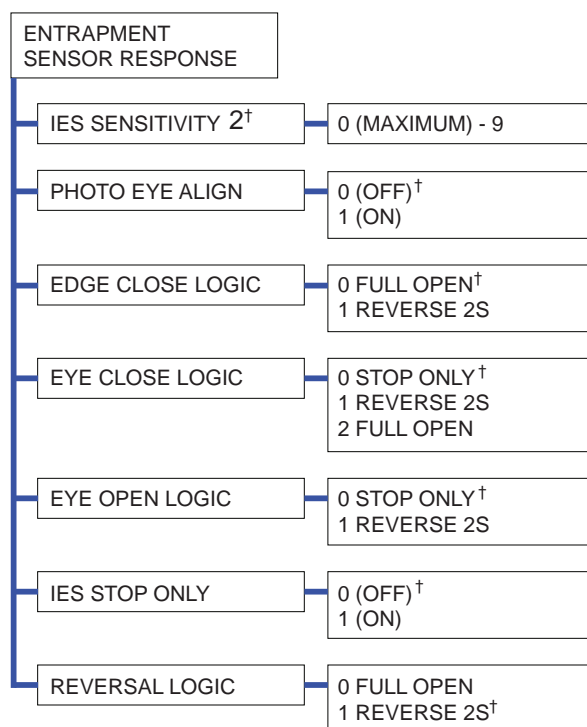 ENTRAPMENT
SENSOR RESPONSE
IES SENSITIVITY 2†
0 (MAXIMUM) - 9
PHOTO EYE ALIGN
0 (OFF)†
1 (ON)
EDGE CLOSE LOGIC
0 FULL OPEN†
1 REVERSE 2S
EYE CLOSE LOGIC
0 STOP ONLY†
1 REVERSE 2S
2 FULL OPEN
EYE OPEN LOGIC
0 STOP ONLY†
1 REVERSE 2S
IES STOP ONLY
0 (OFF)†
1 (ON)
REVERSAL LOGIC
0 FULL OPEN
1 REVERSE 2S†